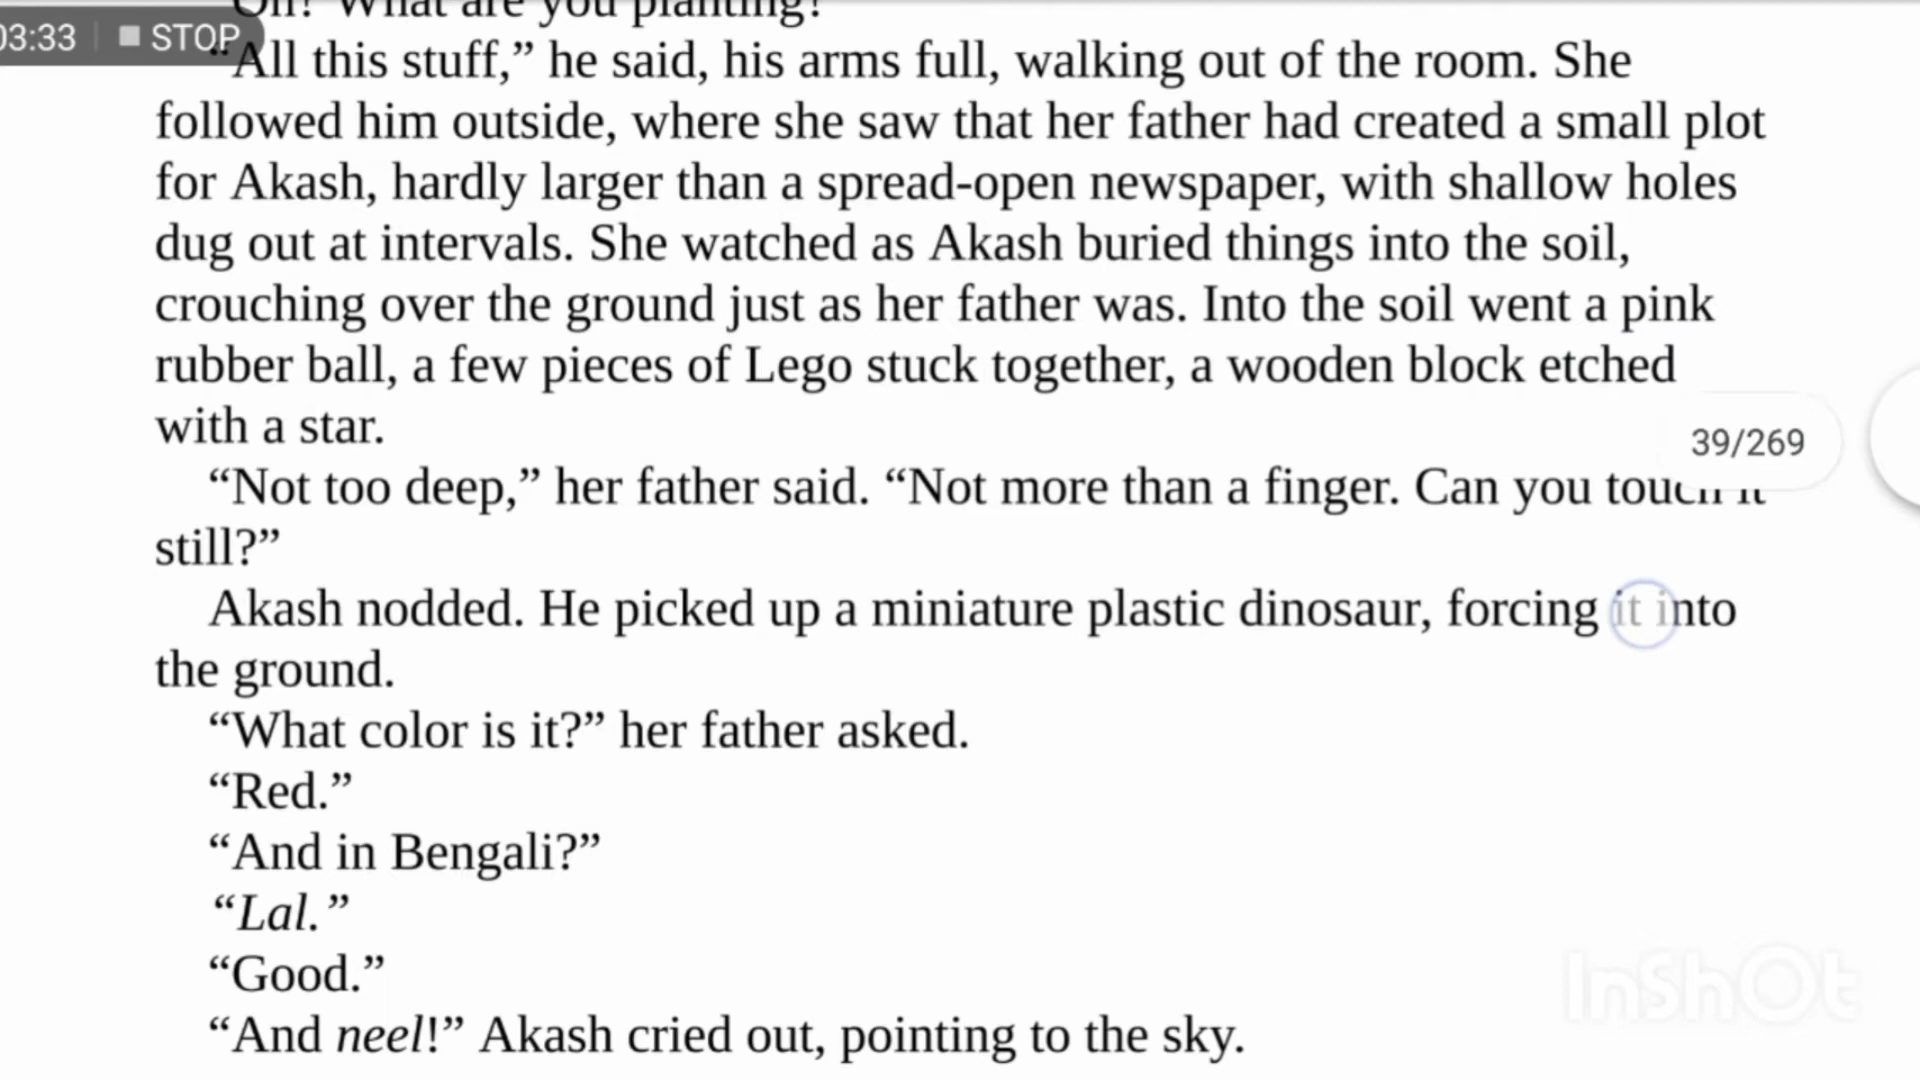 Oh? What are you planting?
03:33 STOP
“All this stuff,” he said, his arms full, walking out of the room. She
followed him outside, where she saw that her father had created a small plot
for Akash, hardly larger than a spread-open newspaper, with shallow holes
dug out at intervals. She watched as Akash buried things into the soil,
crouching over the ground just as her father was. Into the soil went a pink
rubber ball, a few pieces of Lego stuck together, a wooden block etched
with a star.
39/269
“Not too deep,” her father said. “Not more than a finger. Can you touch it
still?”
Akash nodded. He picked up a miniature plastic dinosaur, forcing it into
the ground.
“What color is it?” her father asked.
“Red.”
“And in Bengali?”
“Lal.”
“Good.”
“And neel!” Akash cried out, pointing to the sky.
InShOt